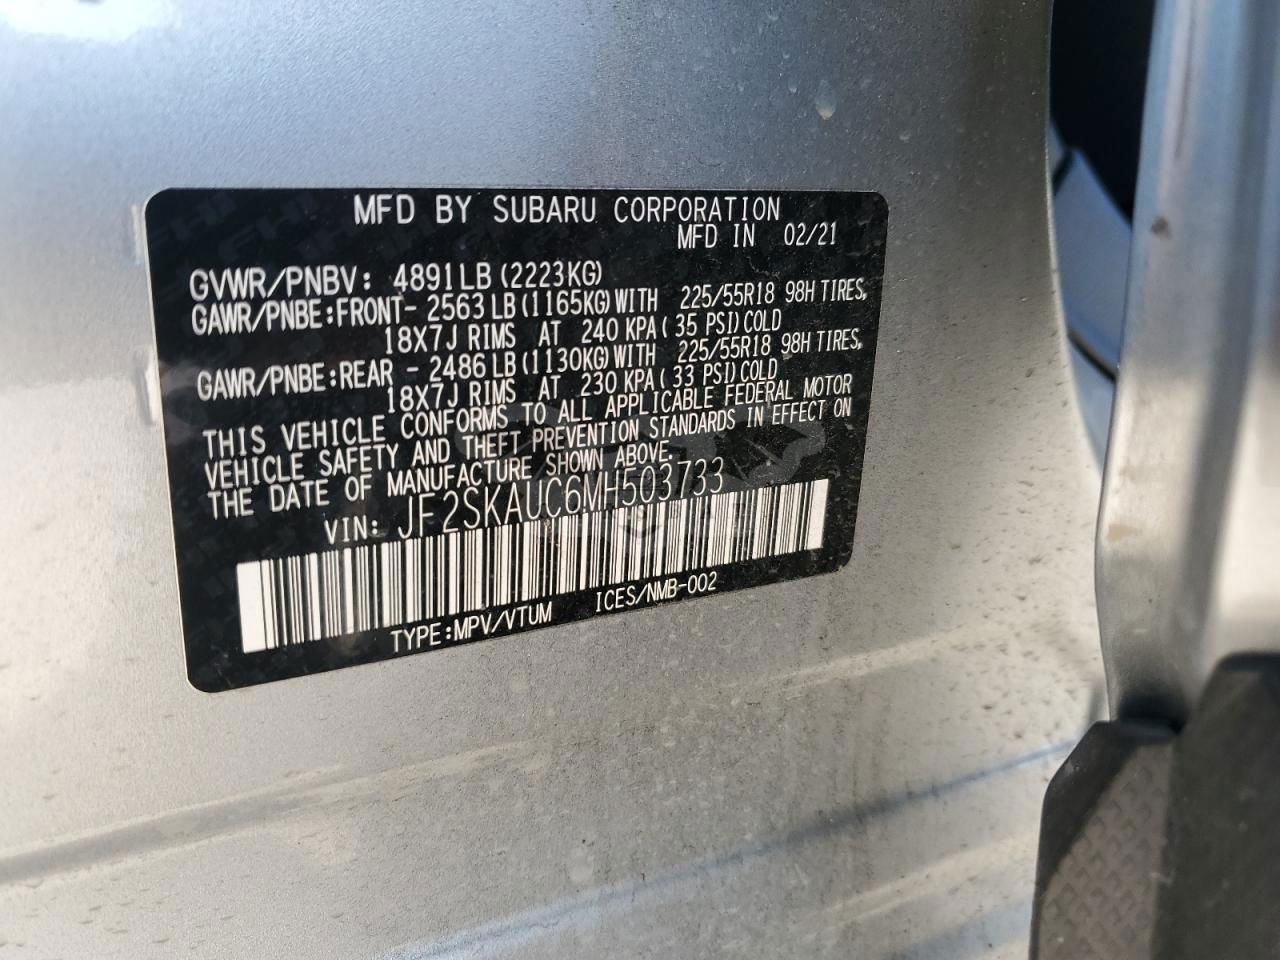 MFD BY SUBARU CORPORATION
MFD IN 02/21
GVWR/PNBV: 4891LB (2223KG)
GAWR/PNBE:FRONT- 2563LB(1165KG)WITH 225/55R18 98H TIRES,
18X7J RIMS AT 240 KPA( 35 PSI)COLD
GAWR/PNBE:REAR - 2486LB(1130KG)WITH 225/55R18 98H TIRES,
18X7J RIMS AT 230 KPA( 33 PSI)COLD
THIS VEHICLE CONFORMS TO ALL APPLICABLE FEDERAL MOTOR
VEHICLE SAFETY AND THEFT PREVENTION STANDARDS IN EFFECT ON
THE DATE OF MANUFACTURE SHOWN ABOVE.
VIN: JF2SKAUC6MH503733
TYPE:MPV/VTUM ICES/NMB-002